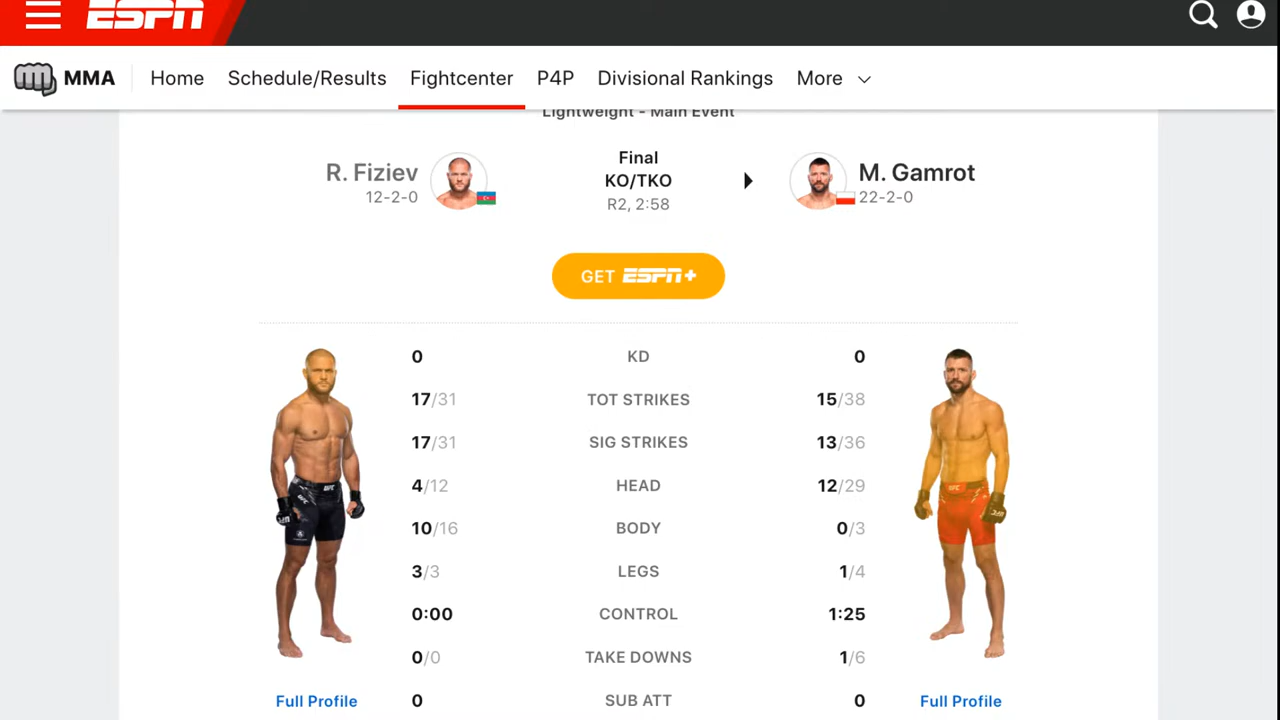 ESPN
MMA Home Schedule/Results Fightcenter P4P Divisional Rankings More
Lightweight - Main Event
R. Fiziev
12-2-0
Final
KO/TKO
R2, 2:58
M. Gamrot
22-2-0
GET ESPN+
0 KD 0
17/31 TOT STRIKES 15/38
17/31 SIG STRIKES 13/36
4/12 HEAD 12/29
10/16 BODY 0/3
3/3 LEGS 1/4
0:00 CONTROL 1:25
0/0 TAKE DOWNS 1/6
Full Profile 0 SUB ATT 0 Full Profile